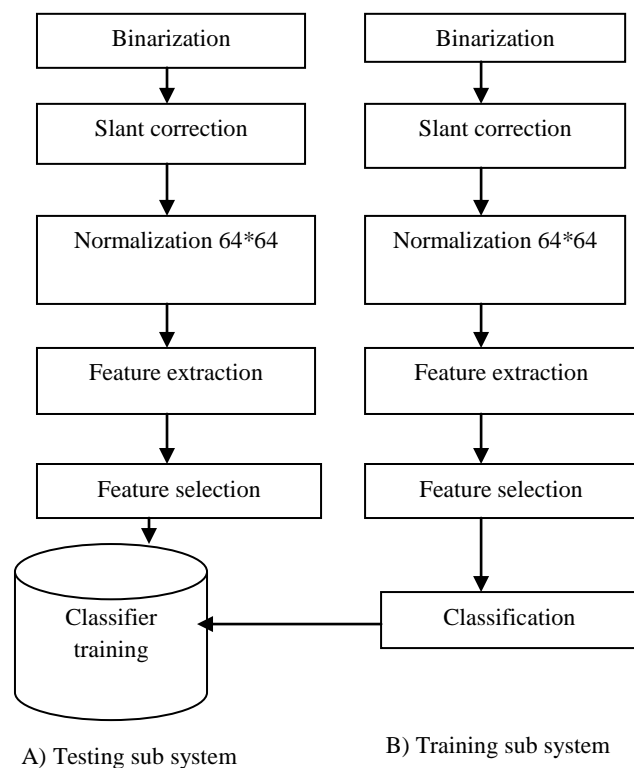 Binarization
Slant correction
Normalization 64*64
Feature extraction
Feature selection
Classifier
training
A) Testing sub system
Binarization
Slant correction
Normalization 64*64
Feature extraction
Feature selection
Classification
B) Training sub system